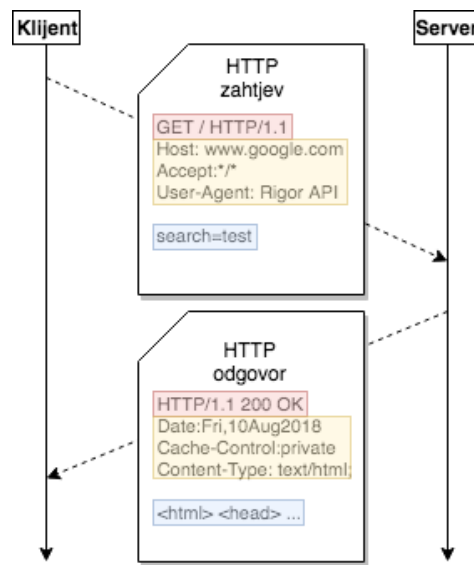 Klijent
Server
HTTP
zahtjev
GET / HTTP/1.1
Host: www.google.com
Accept:*/*
User-Agent: Rigor API
search=test
HTTP
odgovor
HTTP/1.1 200 OK
Date:Fri,10Aug2018
Cache-Control:private
Content-Type: text/html;
<html> <head> ...